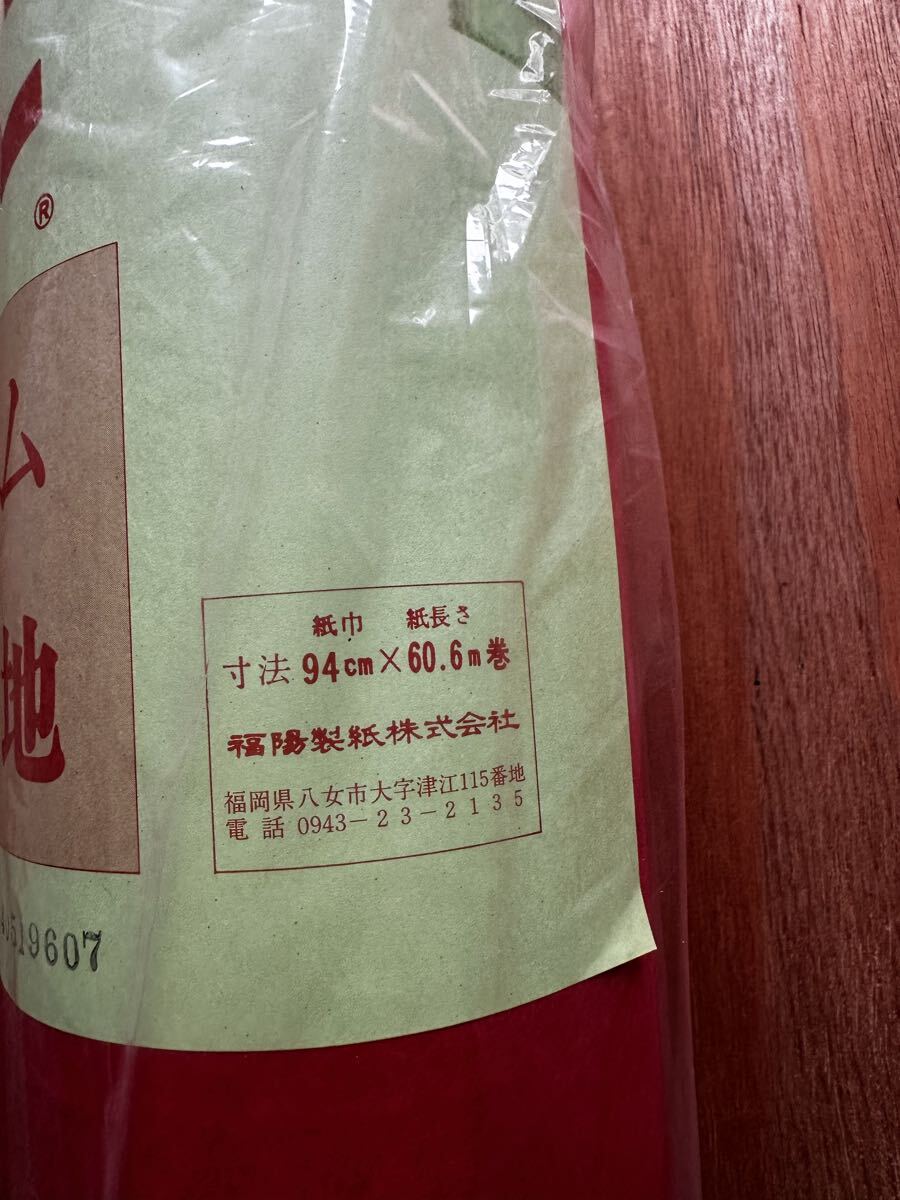 ®
ム
地
紙巾 紙長さ
寸法 94cm×60.6m巻
福陽製紙株式会社
福岡県八女市大字津江115番地
電話 0943-23-2135
519607